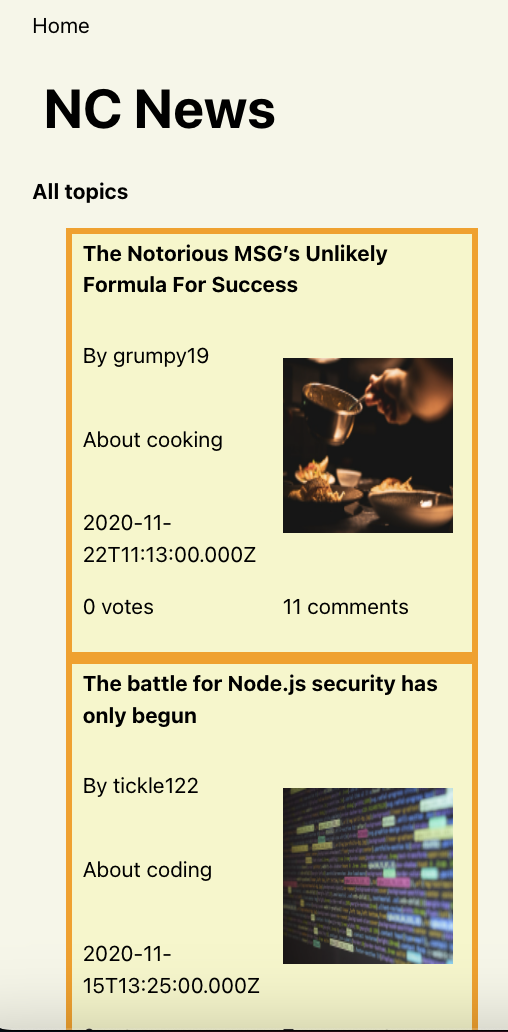 Home
NC News
All topics
The Notorious MSG’s Unlikely
Formula For Success
By grumpy19
About cooking
2020-11-
22T11:13:00.000Z
0 votes
11 comments
The battle for Node.js security has
only begun
By tickle122
About coding
2020-11-
15T13:25:00.000Z